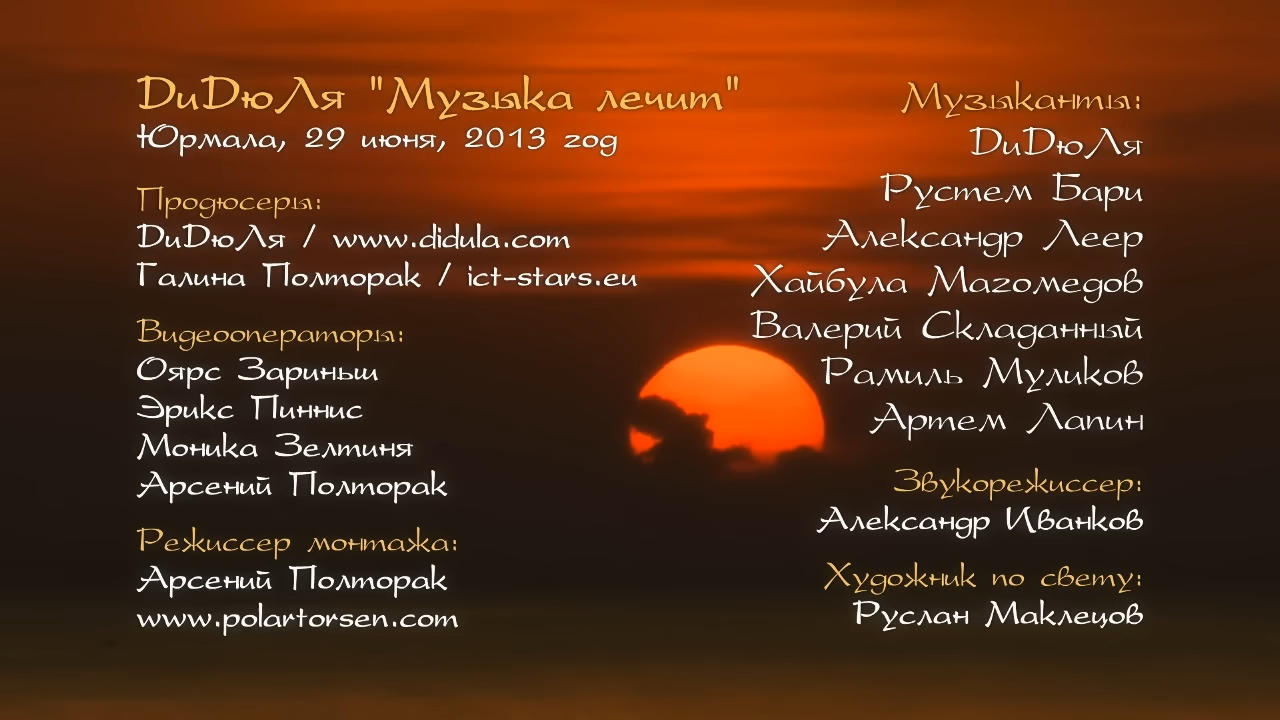 ДиДюЛя "Музыка лечит"
Юрмала, 29 июня, 2013 год
Продюсеры:
ДиДюЛя / www.didula.com
Галина Полторак / ict-stars.eu
Видеооператоры:
Оярс Зариньш
Эрикс Пиннис
Моника Зелтиня
Арсений Полторак
Режиссер монтажа:
Арсений Полторак
www.polartorsen.com
Музыканты:
ДиДюЛя
Рустем Бари
Александр Леер
Хайбула Магомедов
Валерий Складанный
Рамиль Муликов
Артем Лапин
Звукорежиссер:
Александр Иванков
Художник по свету:
Руслан Маклецов